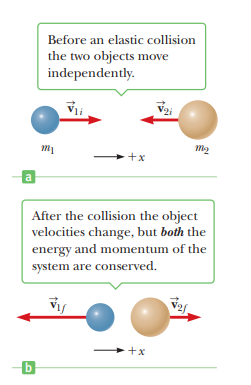 Before an elastic collision
the two objects move
independently.
v⃗1i
v⃗2i
m1
m2
+x
a
After the collision the object
velocities change, but both the
energy and momentum of the
system are conserved.
v⃗1f
v⃗2f
+x
b